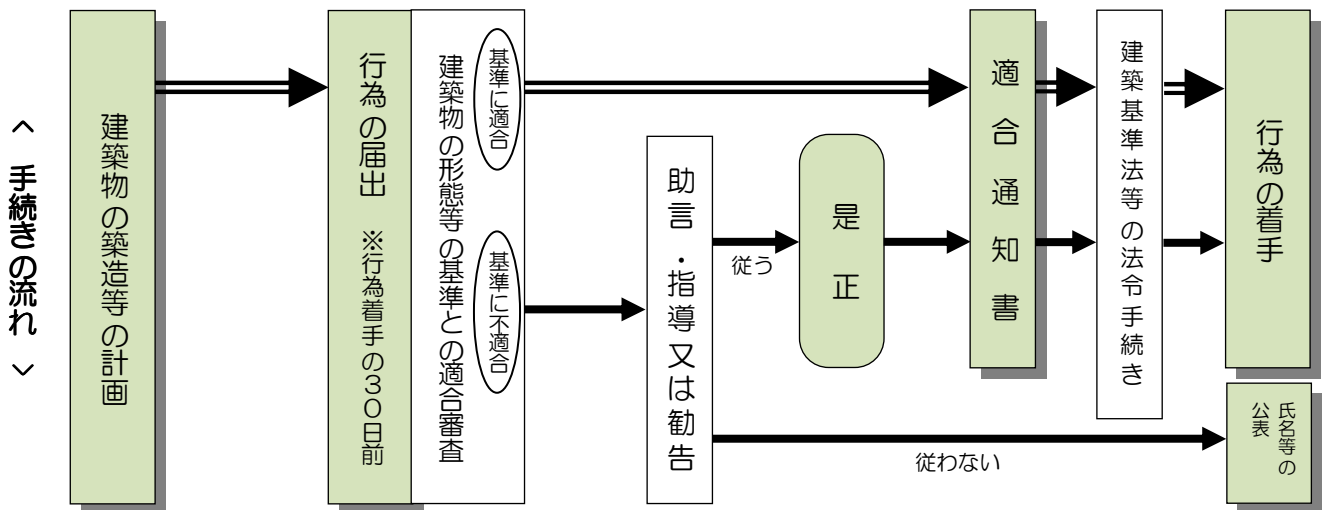 ＜ 手続きの流れ ＞
建築物の築造等の計画
行為の届出 ※行為着手の30日前
建築物の形態等の基準との適合審査
基準に適合
基準に不適合
助言・指導又は勧告
従う
是正
従わない
適合通知書
建築基準法等の法令手続き
行為の着手
氏名等の
公表